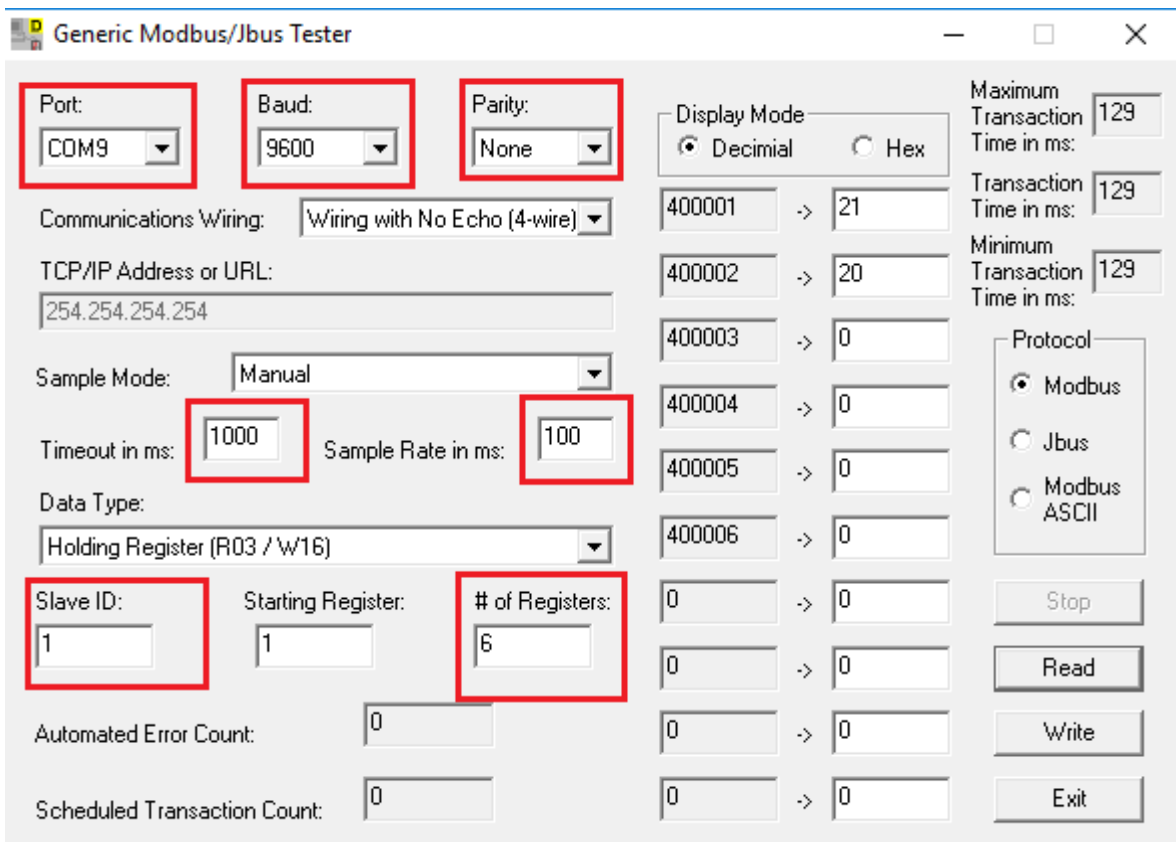 Generic Modbus/Jbus Tester
Port:
COM9
Baud:
9600
Parity:
None
Communications Wiring:
Wiring with No Echo (4-wire)
TCP/IP Address or URL:
254.254.254.254
Sample Mode:
Manual
Timeout in ms:
1000
Sample Rate in ms:
100
Data Type:
Holding Register (R03 / W16)
Slave ID:
1
Starting Register:
1
# of Registers:
6
Automated Error Count:
0
Scheduled Transaction Count:
0
Display Mode
Decimial
Hex
400001 -> 21
400002 -> 20
400003 -> 0
400004 -> 0
400005 -> 0
400006 -> 0
0 -> 0
0 -> 0
0 -> 0
0 -> 0
Maximum
Transaction
Time in ms:
129
Transaction
Time in ms:
129
Minimum
Transaction
Time in ms:
129
Protocol
Modbus
Jbus
Modbus
ASCII
Stop
Read
Write
Exit